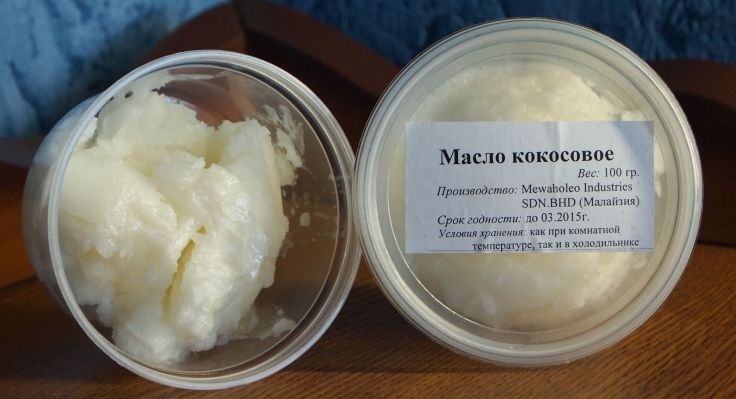 Масло кокосовое
Вес: 100 гр.
Производство: Mewaholeo Industries
SDN.BHD (Малайзия)
Срок годности: до 03.2015г.
Условия хранения: как при комнатной
температуре, так и в холодильнике